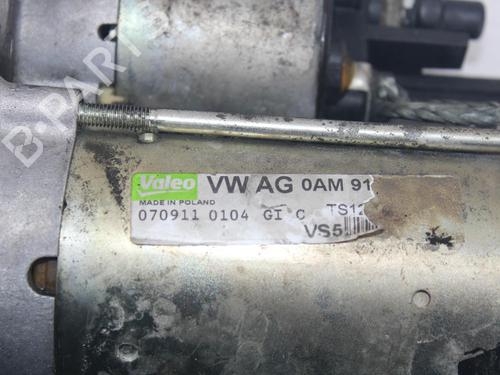 B-PARTS
Valeo VW AG 0AM 91
MADE IN POLAND
070911 0104 GI C TS12
VS5